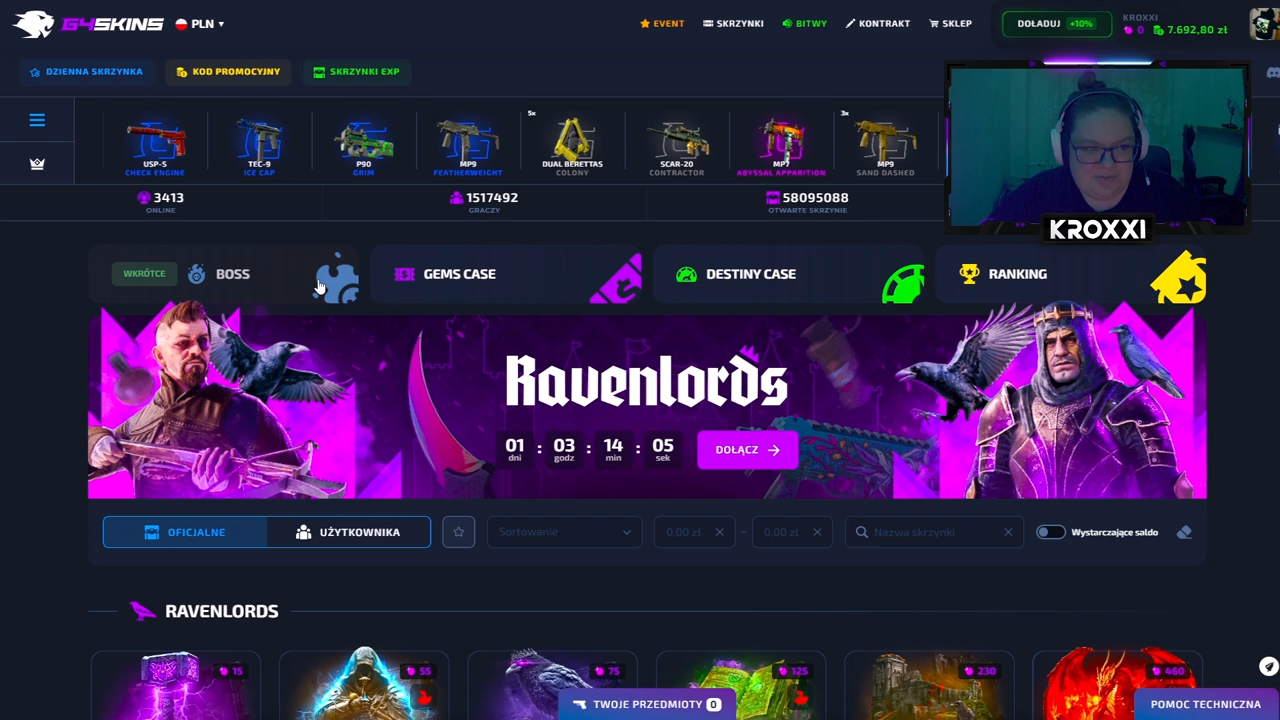 G4SKINS
PLN
EVENT
SKRZYNKI
BITWY
KONTRAKT
SKLEP
DOŁADUJ +10%
KROXXI
0 7.692,80 zł
DZIENNA SKRZYNKA
KOD PROMOCYJNY
SKRZYNKI EXP
USP-S
CHECK ENGINE
TEC-9
ICE CAP
P90
GRIM
MP9
FEATHERWEIGHT
5x
DUAL BERETTAS
COLONY
SCAR-20
CONTRACTOR
MP7
ABYSSAL APPARITION
3x
MP9
SAND DASHED
KROXXI
3413
ONLINE
1517492
GRACZY
58095088
OTWARTE SKRZYNIE
WKRÓTCE
BOSS
GEMS CASE
DESTINY CASE
RANKING
Ravenlords
01 : 03 : 14 : 05
dni godz min sek
DOŁĄCZ
OFICJALNE
UŻYTKOWNIKA
Sortowanie
0,00 zł – 0,00 zł
Nazwa skrzynki
Wystarczające saldo
RAVENLORDS
15
55
75
125
230
460
TWOJE PRZEDMIOTY 0
POMOC TECHNICZNA